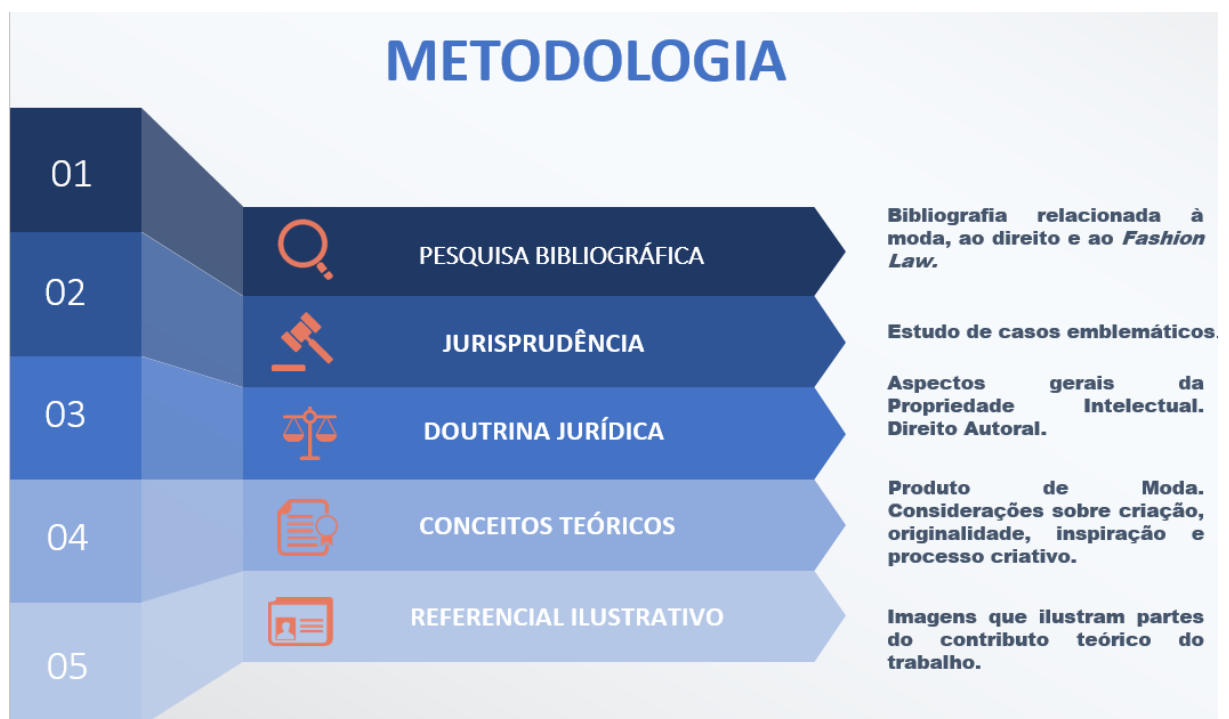 METODOLOGIA
01
PESQUISA BIBLIOGRÁFICA
Bibliografia relacionada à
moda, ao direito e ao Fashion
Law.
02
JURISPRUDÊNCIA
Estudo de casos emblemáticos.
03
DOUTRINA JURÍDICA
Aspectos gerais da
Propriedade Intelectual.
Direito Autoral.
04
CONCEITOS TEÓRICOS
Produto de Moda.
Considerações sobre criação,
originalidade, inspiração e
processo criativo.
05
REFERENCIAL ILUSTRATIVO
Imagens que ilustram partes
do contributo teórico do
trabalho.